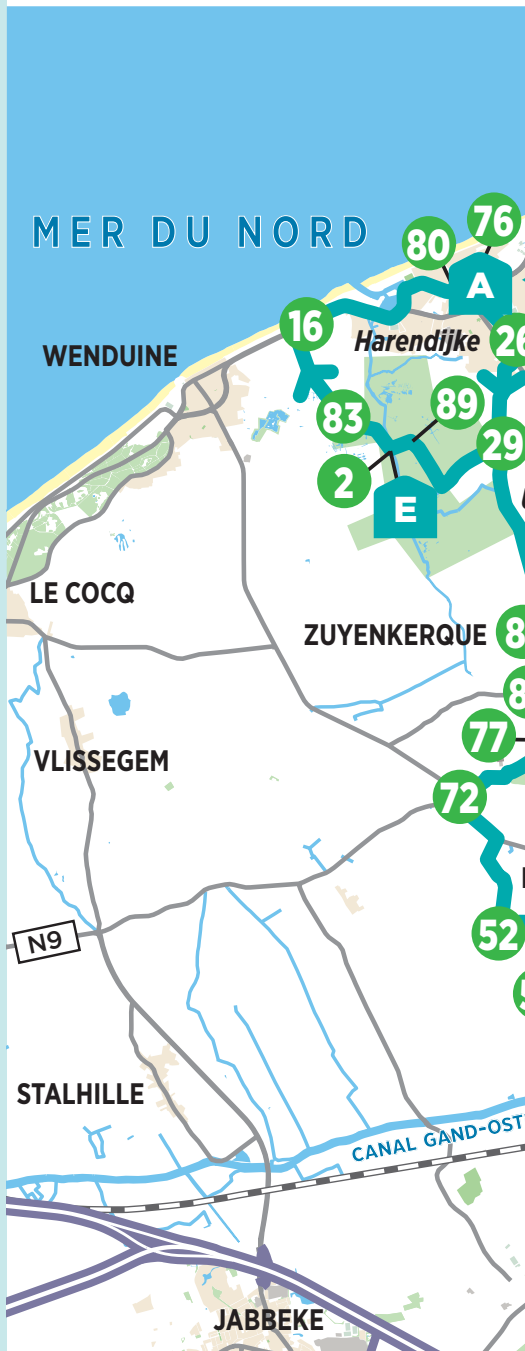 76
80
MER DU NORD
A
16
Harendijke
26
WENDUINE
89
83
29
2
E
LE COCQ
ZUYENKERQUE
77
VLISSEGEM
72
52
N9
STALHILLE
CANAL GAND-OST
JABBEKE